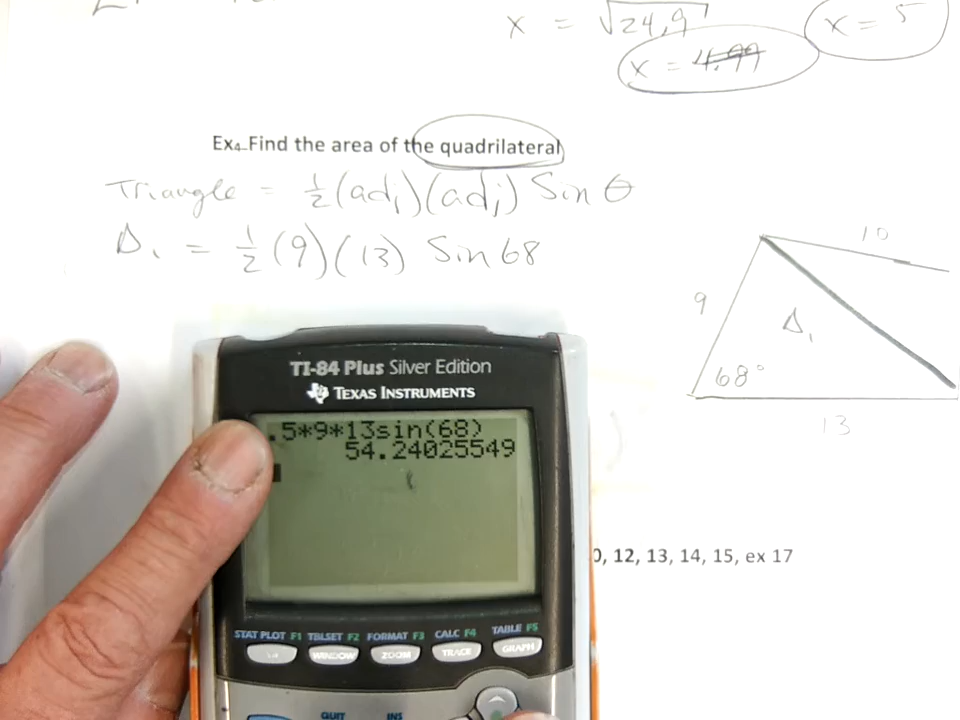 x = √24.9
x = 5
x = 4.99
Ex4 Find the area of the quadrilateral
Triangle = ½(adj)(adj) Sin θ
Δ₁ = ½(9)(13) Sin 68
10
9
Δ₁
68°
13
TI-84 Plus Silver Edition
TEXAS INSTRUMENTS
.5*9*13sin(68)
54.24025549
0, 12, 13, 14, 15, ex 17
STAT PLOT F1 TBLSET F2 FORMAT F3 CALC F4 TABLE F5
WINDOW ZOOM TRACE GRAPH
QUIT INS